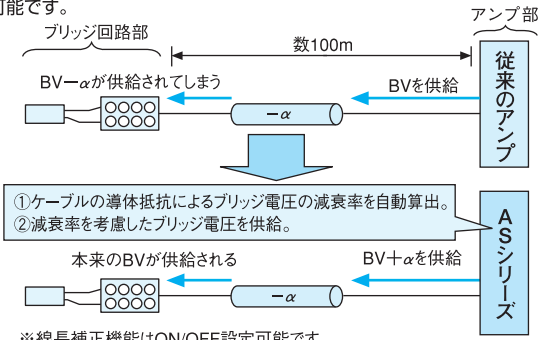 可能です。
アンプ部
ブリッジ回路部
数100m
BV－αが供給されてしまう
BVを供給
－α
従来のアンプ
①ケーブルの導体抵抗によるブリッジ電圧の減衰率を自動算出。
②減衰率を考慮したブリッジ電圧を供給。
ASシリーズ
本来のBVが供給される
BV＋αを供給
－α
※線長補正機能はON/OFF設定可能です